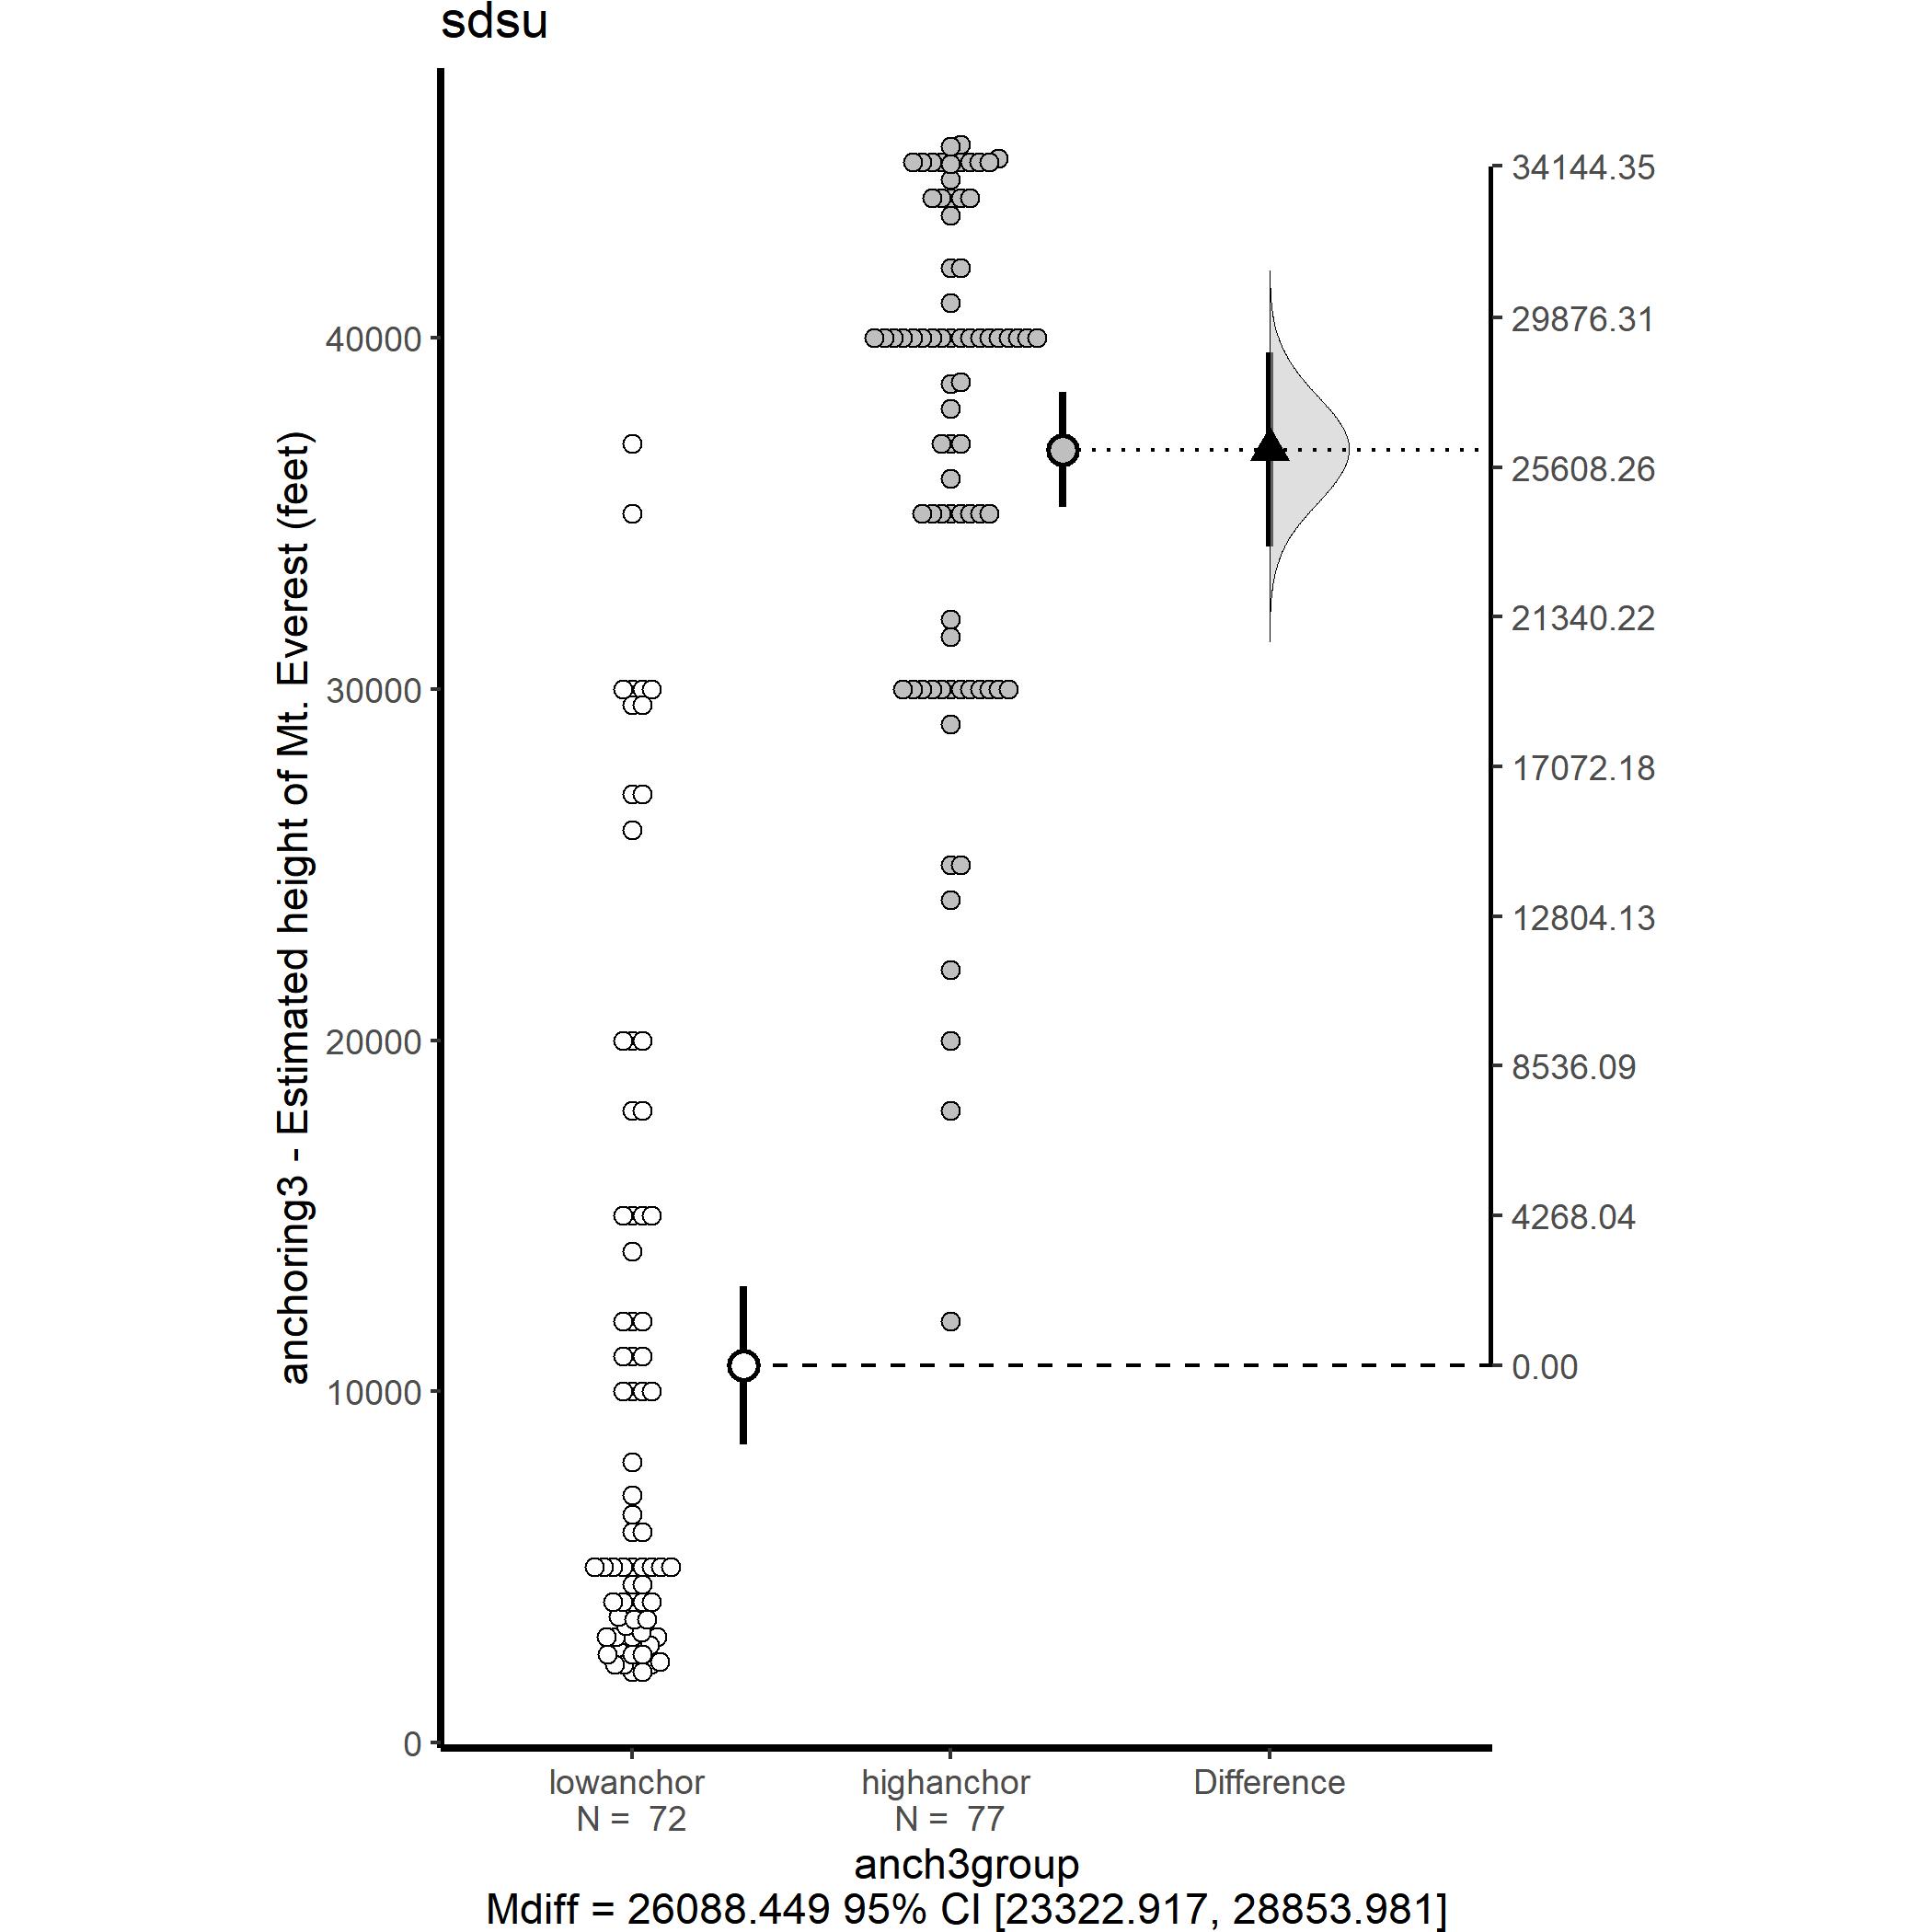 sdsu
anchoring3 - Estimated height of Mt. Everest (feet)
40000
30000
20000
10000
0
34144.35
29876.31
25608.26
21340.22
17072.18
12804.13
8536.09
4268.04
0.00
lowanchor
N = 72
highanchor
N = 77
Difference
anch3group
Mdiff = 26088.449 95% CI [23322.917, 28853.981]